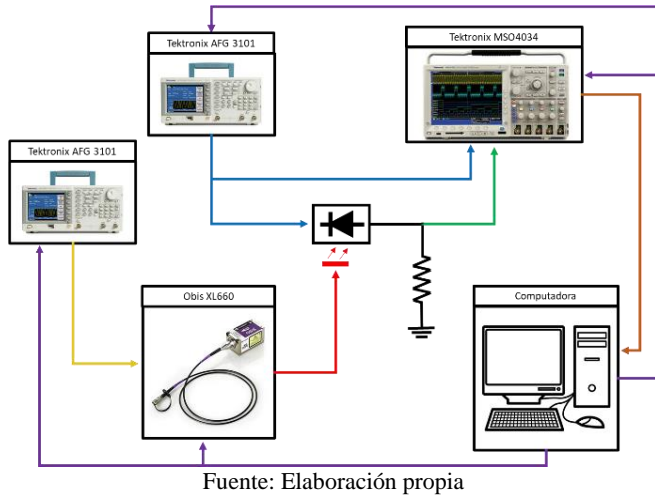 Tektronix AFG 3101
Tektronix MSO4034
Tektronix AFG 3101
Obis XL660
Computadora
Fuente: Elaboración propia